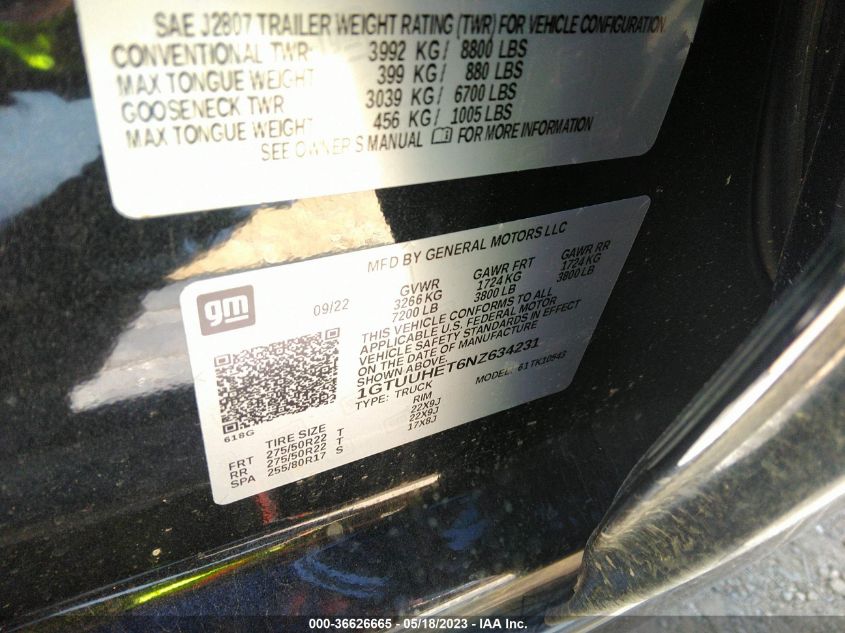 SAE J2807 TRAILER WEIGHT RATING (TWR) FOR VEHICLE CONFIGURATION
CONVENTIONAL TWR: 3992 KG / 8800 LBS
MAX TONGUE WEIGHT 399 KG / 880 LBS
GOOSENECK TWR 3039 KG / 6700 LBS
MAX TONGUE WEIGHT 456 KG / 1005 LBS
SEE OWNER'S MANUAL FOR MORE INFORMATION
MFD BY GENERAL MOTORS LLC
gm
09/22
GVWR GAWR FRT GAWR RR
3266 KG 1724 KG 1724 KG
7200 LB 3800 LB 3800 LB
THIS VEHICLE CONFORMS TO ALL
APPLICABLE U.S. FEDERAL MOTOR
VEHICLE SAFETY STANDARDS IN EFFECT
ON THE DATE OF MANUFACTURE
SHOWN ABOVE.
1GTUUHET6NZ634231
TYPE: TRUCK MODEL: 61TK10543
618G
TIRE SIZE RIM
FRT 275/50R22 T 22X9J
RR 275/50R22 T 22X9J
SPA 255/80R17 S 17X8J
000-36626665 - 05/18/2023 - IAA Inc.